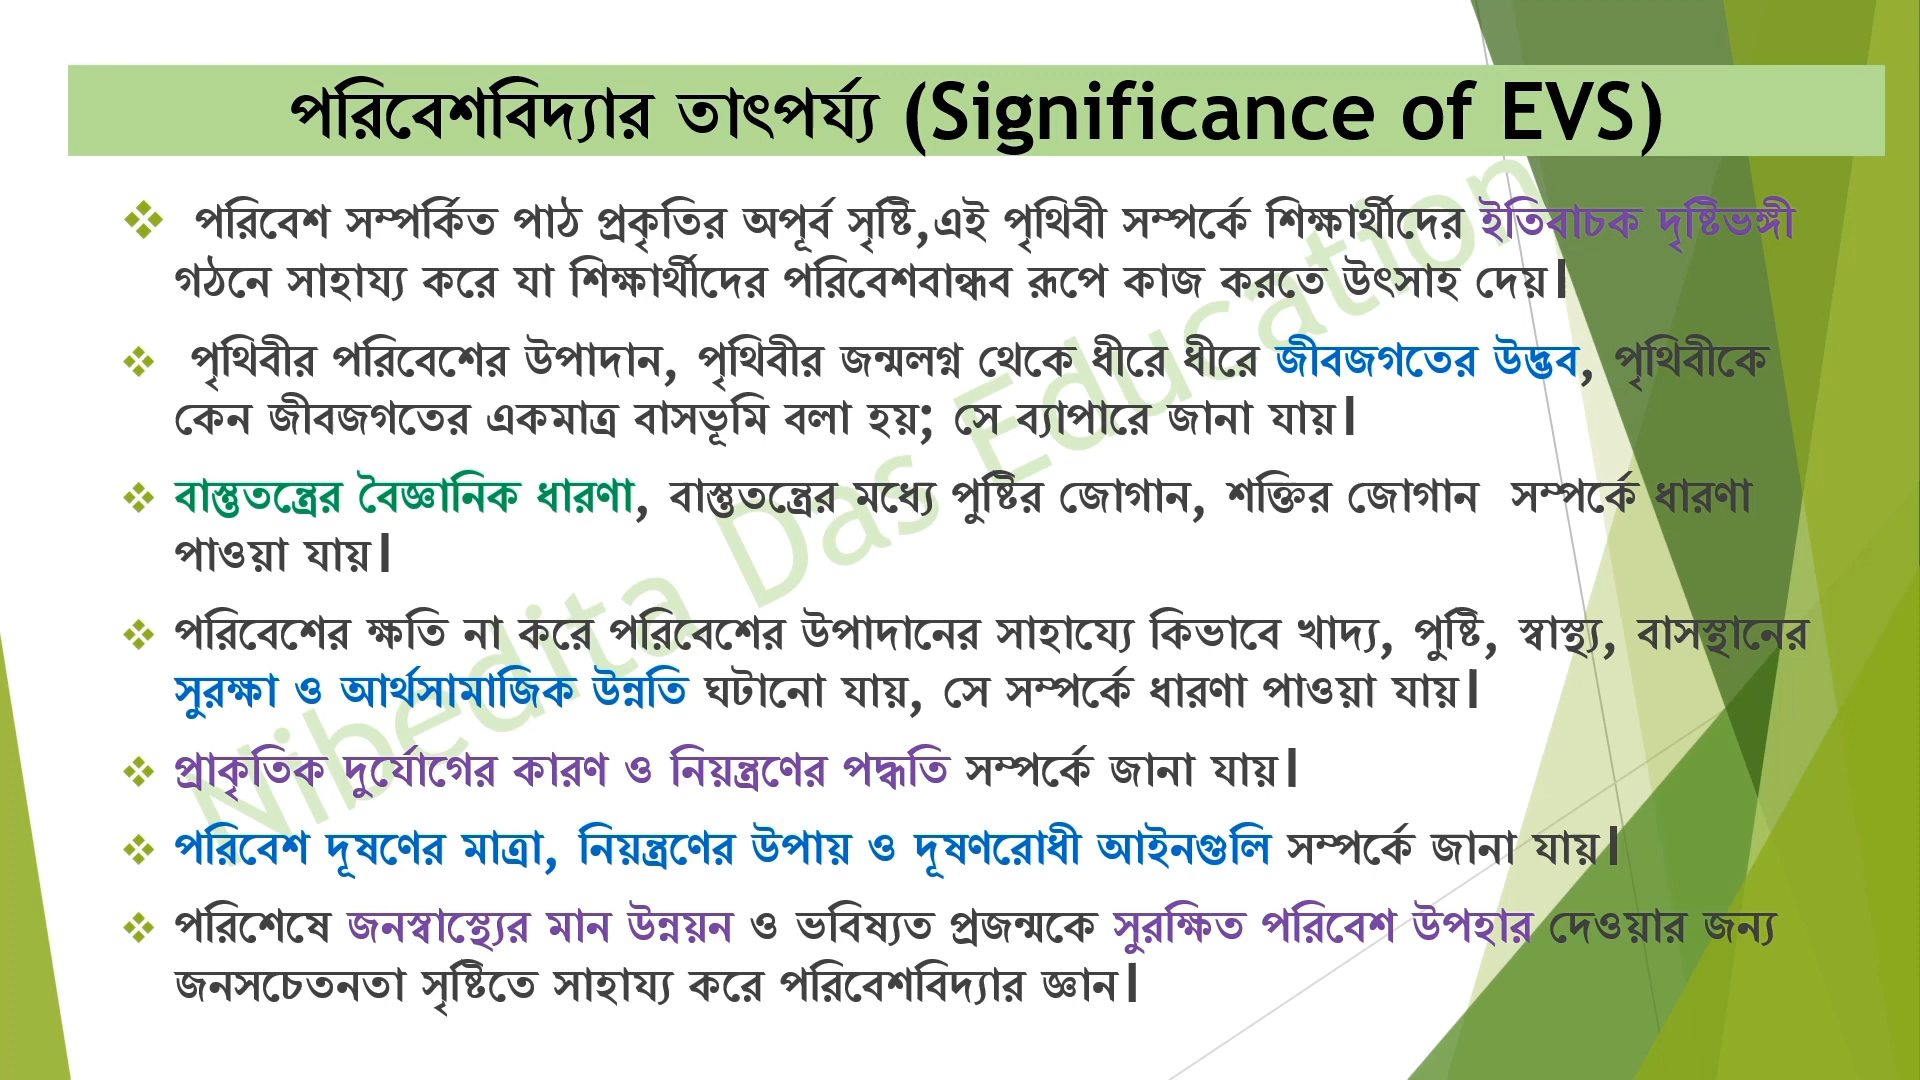 পরিবেশবিদ্যার তাৎপর্য্য (Significance of EVS)
পরিবেশ সম্পর্কিত পাঠ প্রকৃতির অপূর্ব সৃষ্টি,এই পৃথিবী সম্পর্কে শিক্ষার্থীদের ইতিবাচক দৃষ্টিভঙ্গী
গঠনে সাহায্য করে যা শিক্ষার্থীদের পরিবেশবান্ধব রূপে কাজ করতে উৎসাহ দেয়।
পৃথিবীর পরিবেশের উপাদান, পৃথিবীর জন্মলগ্ন থেকে ধীরে ধীরে জীবজগতের উদ্ভব, পৃথিবীকে
কেন জীবজগতের একমাত্র বাসভূমি বলা হয়; সে ব্যাপারে জানা যায়।
বাস্তুতন্ত্রের বৈজ্ঞানিক ধারণা, বাস্তুতন্ত্রের মধ্যে পুষ্টির জোগান, শক্তির জোগান সম্পর্কে ধারণা
পাওয়া যায়।
পরিবেশের ক্ষতি না করে পরিবেশের উপাদানের সাহায্যে কিভাবে খাদ্য, পুষ্টি, স্বাস্থ্য, বাসস্থানের
সুরক্ষা ও আর্থসামাজিক উন্নতি ঘটানো যায়, সে সম্পর্কে ধারণা পাওয়া যায়।
প্রাকৃতিক দুর্যোগের কারণ ও নিয়ন্ত্রণের পদ্ধতি সম্পর্কে জানা যায়।
পরিবেশ দূষণের মাত্রা, নিয়ন্ত্রণের উপায় ও দূষণরোধী আইনগুলি সম্পর্কে জানা যায়।
পরিশেষে জনস্বাস্থ্যের মান উন্নয়ন ও ভবিষ্যত প্রজন্মকে সুরক্ষিত পরিবেশ উপহার দেওয়ার জন্য
জনসচেতনতা সৃষ্টিতে সাহায্য করে পরিবেশবিদ্যার জ্ঞান।
Nibedita Das Education